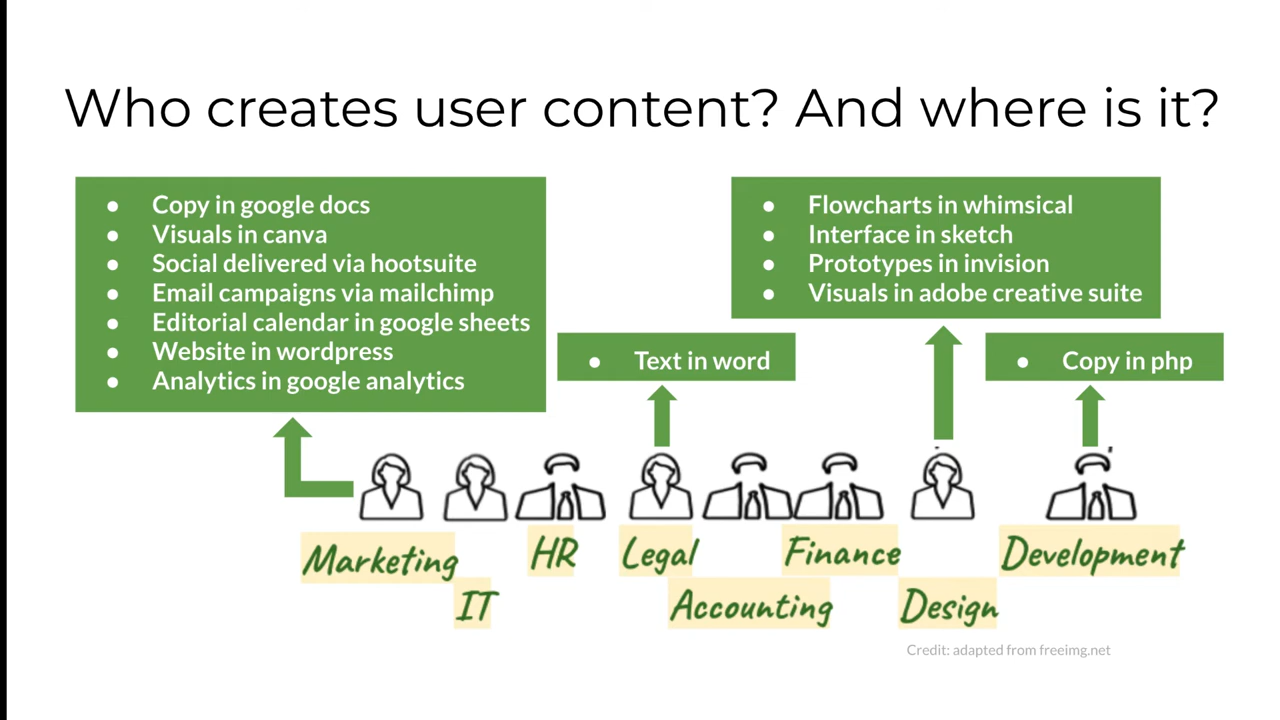 Who creates user content? And where is it?
● Copy in google docs
● Visuals in canva
● Social delivered via hootsuite
● Email campaigns via mailchimp
● Editorial calendar in google sheets
● Website in wordpress
● Analytics in google analytics
● Text in word
● Flowcharts in whimsical
● Interface in sketch
● Prototypes in invision
● Visuals in adobe creative suite
● Copy in php
Marketing
IT
HR
Legal
Accounting
Finance
Design
Development
Credit: adapted from freeimg.net